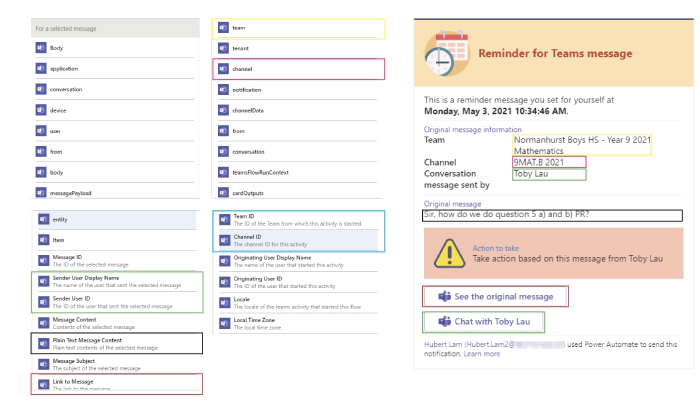 For a selected message
Body
application
conversation
device
user
from
body
messagePayload
entity
Item
Message ID
The ID of the selected message
Sender User Display Name
The name of the user that sent the selected message
Sender User ID
The ID of the user that sent the selected message
Message Content
Contents of the selected message
Plain Text Message Content
Plain text contents of the selected message
Message Subject
The subject of the selected message
Link to Message
The link to the message
team
tenant
channel
notification
channelData
from
conversation
teamsFlowRunContext
cardOutputs
Team ID
The ID of the Team from which this activity is started
Channel ID
The channel ID for this activity
Originating User Display Name
The name of the user that started this activity
Originating User ID
The ID of the user that started this activity
Locale
The locale of the teams activity that started this flow
Local Time Zone
The local time zone
Reminder for Teams message
This is a reminder message you set for yourself at
Monday, May 3, 2021 10:34:46 AM.
Original message information
Team Normanhurst Boys HS - Year 9 2021
Mathematics
Channel 9MAT.B 2021
Conversation Toby Lau
message sent by
Original message
Sir, how do we do question 5 a) and b) PR?
Action to take
Take action based on this message from Toby Lau
See the original message
Chat with Toby Lau
Hubert Lam (Hubert.Lam2@ ) used Power Automate to send this
notification. Learn more